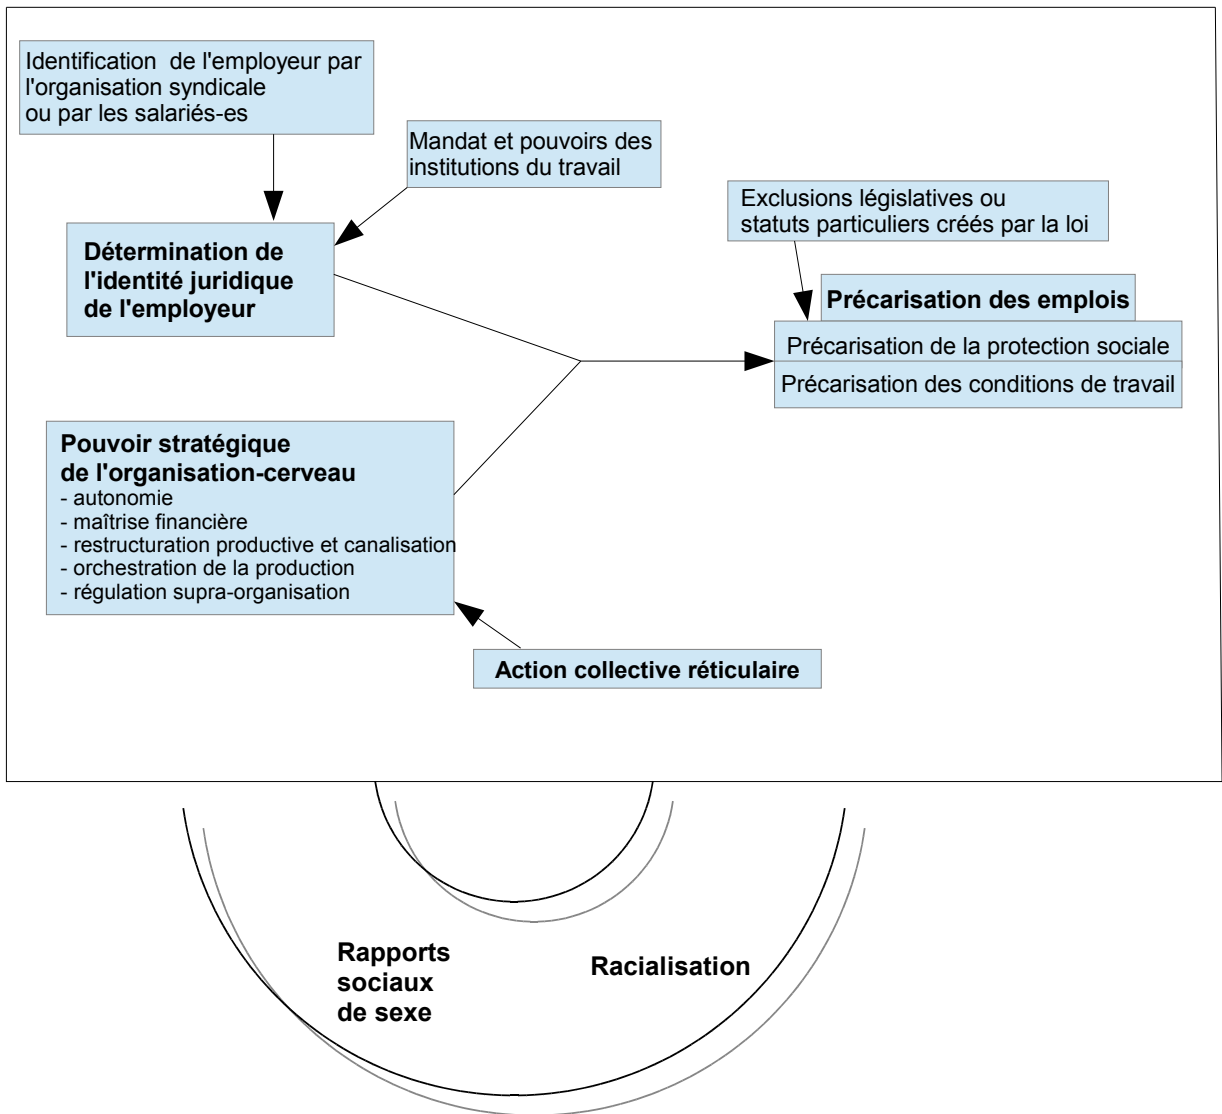 Identification de l'employeur par
l'organisation syndicale
ou par les salariés-es
Mandat et pouvoirs des
institutions du travail
Exclusions législatives ou
statuts particuliers créés par la loi
Détermination de
l'identité juridique
de l'employeur
Précarisation des emplois
Précarisation de la protection sociale
Précarisation des conditions de travail
Pouvoir stratégique
de l'organisation-cerveau
- autonomie
- maîtrise financière
- restructuration productive et canalisation
- orchestration de la production
- régulation supra-organisation
Action collective réticulaire
Rapports
sociaux
de sexe
Racialisation